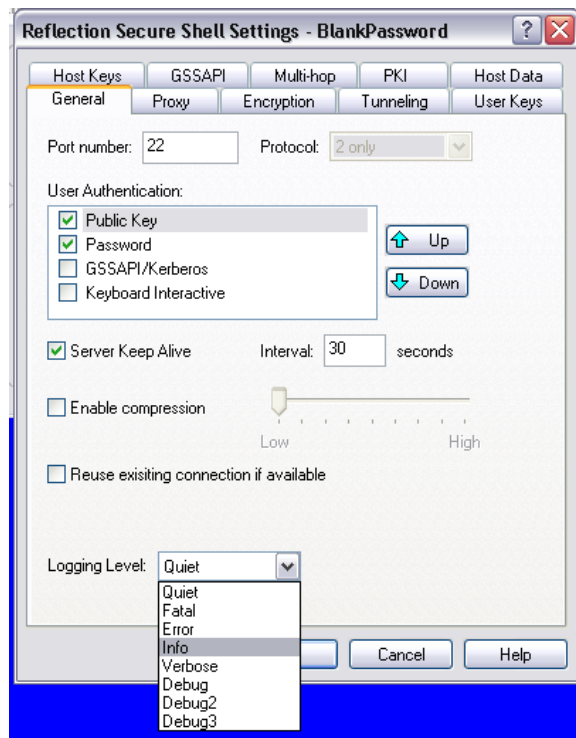 Reflection Secure Shell Settings - BlankPassword
Host Keys GSSAPI Multi-hop PKI Host Data
General Proxy Encryption Tunneling User Keys
Port number: 22 Protocol: 2 only
User Authentication:
Public Key
Password
GSSAPI/Kerberos
Keyboard Interactive
Up
Down
Server Keep Alive Interval: 30 seconds
Enable compression
Low High
Reuse exisiting connection if available
Logging Level: Quiet
Quiet
Fatal
Error
Info
Verbose
Debug
Debug2
Debug3
Cancel Help